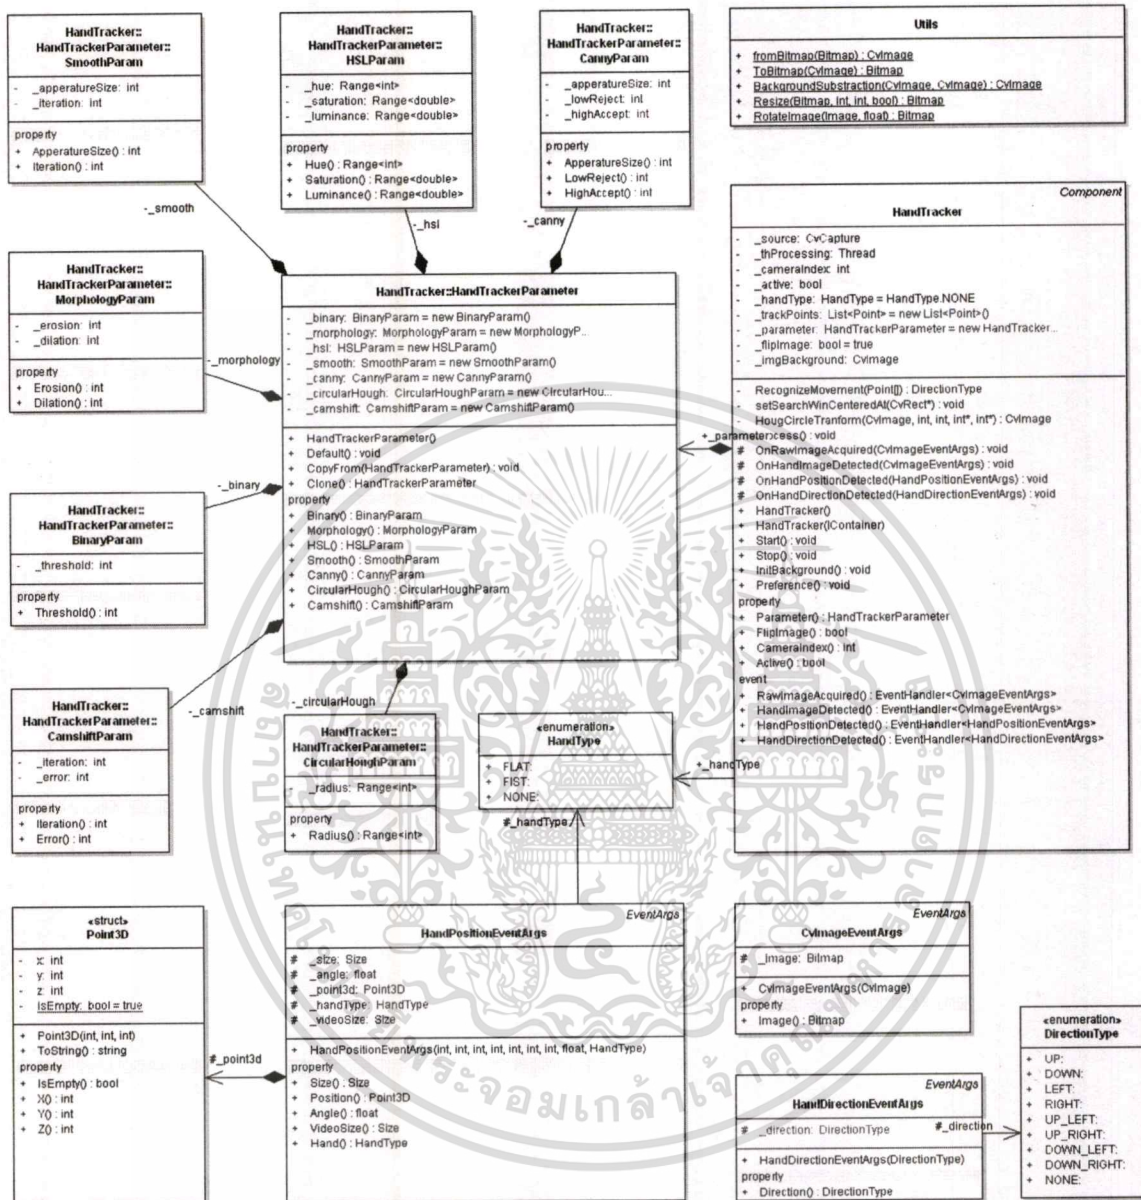 HandTracker::
HandTrackerParameter::
SmoothParam
- _apperatureSize: int
- _iteration: int
property
+ ApperatureSize() : int
+ Iteration() : int
HandTracker::
HandTrackerParameter::
HSLParam
- _hue: Range<int>
- _saturation: Range<double>
- _luminance: Range<double>
property
+ Hue() : Range<int>
+ Saturation() : Range<double>
+ Luminance() : Range<double>
HandTracker::
HandTrackerParameter::
CannyParam
- _apperatureSize: int
- _lowReject: int
- _highAccept: int
property
+ ApperatureSize() : int
+ LowReject() : int
+ HighAccept() : int
Utils
+ fromBitmap(Bitmap) : CvImage
+ ToBitmap(CvImage) : Bitmap
+ BackgroundSubstraction(CvImage, CvImage) : CvImage
+ Resize(Bitmap, int, int, bool) : Bitmap
+ RotateImage(Image, float) : Bitmap
-_smooth
-_hsl
-_canny
HandTracker::
HandTrackerParameter::
MorphologyParam
- _erosion: int
- _dilation: int
property
+ Erosion() : int
+ Dilation() : int
-_morphology
HandTracker::HandTrackerParameter
- _binary: BinaryParam = new BinaryParam()
- _morphology: MorphologyParam = new MorphologyP...
- _hsl: HSLParam = new HSLParam()
- _smooth: SmoothParam = new SmoothParam()
- _canny: CannyParam = new CannyParam()
- _circularHough: CircularHoughParam = new CircularHou...
- _camshift: CamshiftParam = new CamshiftParam()
+ HandTrackerParameter()
+ Default() : void
+ CopyFrom(HandTrackerParameter) : void
+ Clone() : HandTrackerParameter
property
+ Binary() : BinaryParam
+ Morphology() : MorphologyParam
+ HSL() : HSLParam
+ Smooth() : SmoothParam
+ Canny() : CannyParam
+ CircularHough() : CircularHoughParam
+ Camshift() : CamshiftParam
Component
HandTracker
- _source: CvCapture
- _thProcessing: Thread
- _cameraIndex: int
- _active: bool
- _handType: HandType = HandType.NONE
- _trackPoints: List<Point> = new List<Point>()
- _parameter: HandTrackerParameter = new HandTracker...
- _flipImage: bool = true
- _imgBackground: CvImage
- RecognizeMovement(Point[]) : DirectionType
- setSearchWinCenteredAt(CvRect*) : void
- HougCircleTranform(CvImage, int, int, int*, int*) : CvImage
+_parameter
cess() : void
# OnRawImageAcquired(CvImageEventArgs) : void
# OnHandImageDetected(CvImageEventArgs) : void
# OnHandPositionDetected(HandPositionEventArgs) : void
# OnHandDirectionDetected(HandDirectionEventArgs) : void
+ HandTracker()
+ HandTracker(IContainer)
+ Start() : void
+ Stop() : void
+ InitBackground() : void
+ Preference() : void
property
+ Parameter() : HandTrackerParameter
+ FlipImage() : bool
+ CameraIndex() : int
+ Active() : bool
event
+ RawImageAcquired() : EventHandler<CvImageEventArgs>
+ HandImageDetected() : EventHandler<CvImageEventArgs>
+ HandPositionDetected() : EventHandler<HandPositionEventArgs>
+ HandDirectionDetected() : EventHandler<HandDirectionEventArgs>
-_binary
HandTracker::
HandTrackerParameter::
BinaryParam
- _threshold: int
property
+ Threshold() : int
-_camshift
HandTracker::
HandTrackerParameter::
CamshiftParam
- _iteration: int
- _error: int
property
+ Iteration() : int
+ Error() : int
-_circularHough
HandTracker::
HandTrackerParameter::
CircularHonghParam
- _radius: Range<int>
property
+ Radius() : Range<int>
«enumeration»
HandType
+ FLAT:
+ FIST:
+ NONE:
+_handType
#_handType
«struct»
Point3D
- x: int
- y: int
- z: int
- IsEmpty: bool = true
+ Point3D(int, int, int)
+ ToString() : string
property
+ IsEmpty() : bool
+ X() : int
+ Y() : int
+ Z() : int
#_point3d
EventArgs
HandPositionEventArgs
# _size: Size
# _angle: float
# _point3d: Point3D
# _handType: HandType
# _videoSize: Size
+ HandPositionEventArgs(int, int, int, int, int, int, int, float, HandType)
property
+ Size() : Size
+ Position() : Point3D
+ Angle() : float
+ VideoSize() : Size
+ Hand() : HandType
EventArgs
CvImageEventArgs
# _image: Bitmap
+ CvImageEventArgs(CvImage)
property
+ Image() : Bitmap
EventArgs
HandDirectionEventArgs
# _direction: DirectionType
+ HandDirectionEventArgs(DirectionType)
property
+ Direction() : DirectionType
#_direction
«enumeration»
DirectionType
+ UP:
+ DOWN:
+ LEFT:
+ RIGHT:
+ UP_LEFT:
+ UP_RIGHT:
+ DOWN_LEFT:
+ DOWN_RIGHT:
+ NONE: